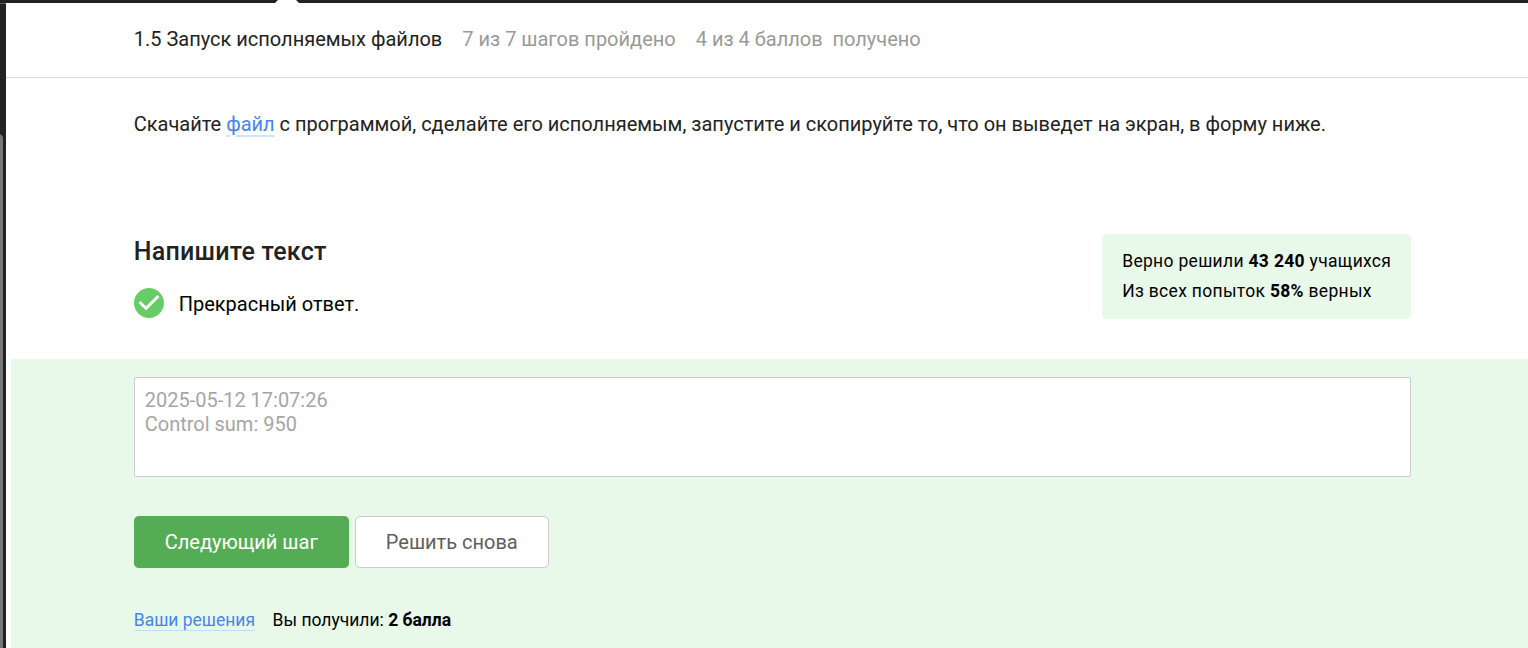 1.5 Запуск исполняемых файлов 7 из 7 шагов пройдено 4 из 4 баллов получено
Скачайте файл с программой, сделайте его исполняемым, запустите и скопируйте то, что он выведет на экран, в форму ниже.
Напишите текст
Прекрасный ответ.
Верно решили 43 240 учащихся
Из всех попыток 58% верных
2025-05-12 17:07:26
Control sum: 950
Следующий шаг Решить снова
Ваши решения Вы получили: 2 балла